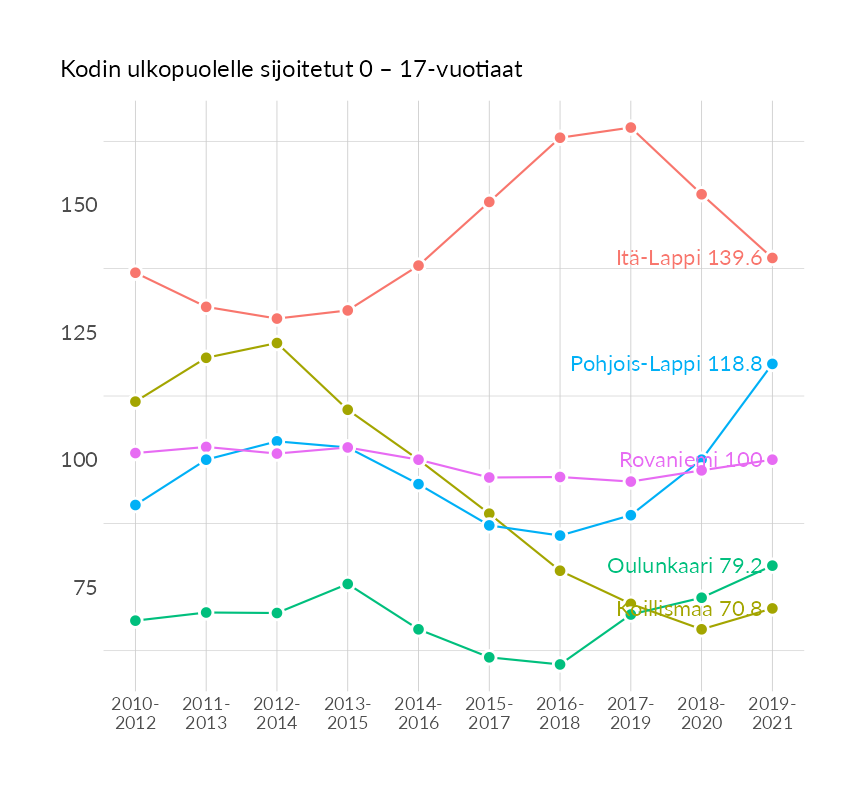 Kodin ulkopuolelle sijoitetut 0 – 17-vuotiaat
150
125
100
75
Itä-Lappi 139.6
Pohjois-Lappi 118.8
Rovaniemi 100
Oulunkaari 79.2
Koillismaa 70.8
2010- 2011- 2012- 2013- 2014- 2015- 2016- 2017- 2018- 2019-
2012 2013 2014 2015 2016 2017 2018 2019 2020 2021